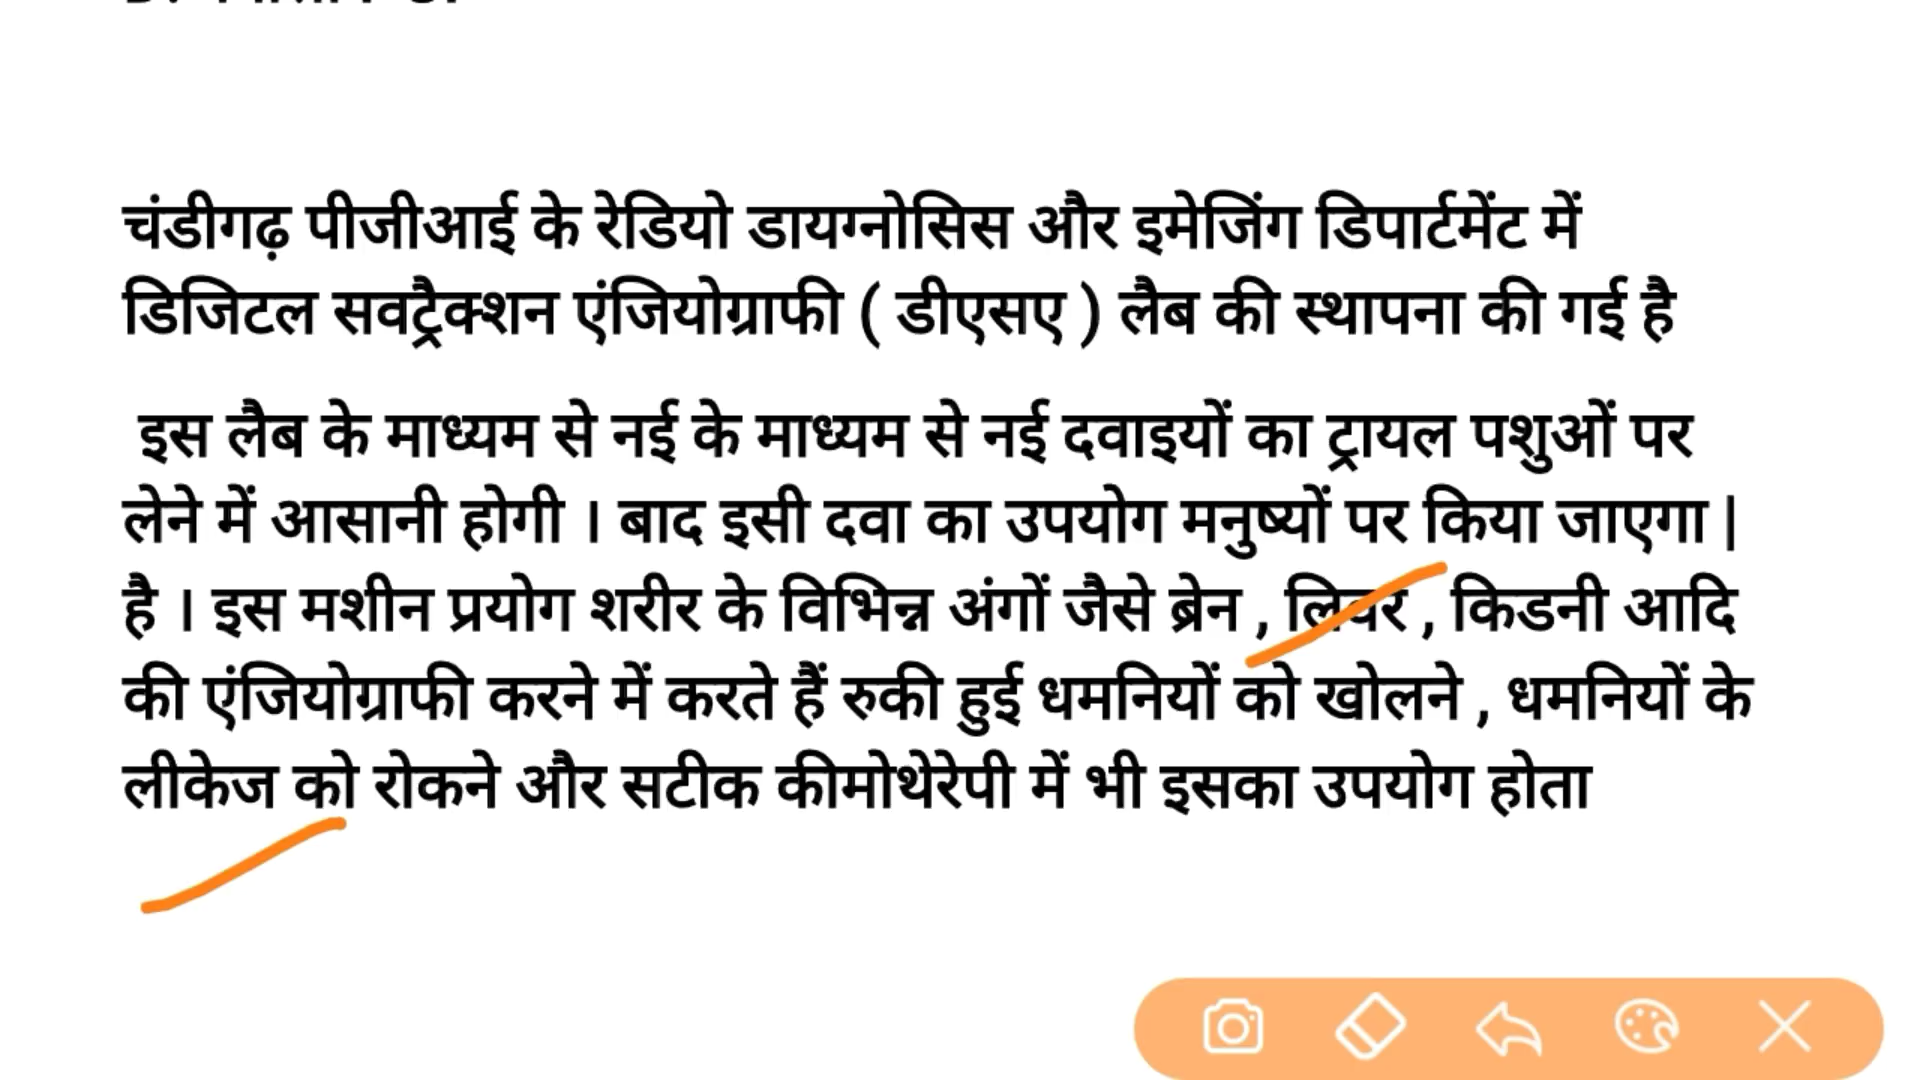 चंडीगढ़ पीजीआई के रेडियो डायग्नोसिस और इमेजिंग डिपार्टमेंट में
डिजिटल सवट्रैक्शन एंजियोग्राफी ( डीएसए ) लैब की स्थापना की गई है
इस लैब के माध्यम से नई के माध्यम से नई दवाइयों का ट्रायल पशुओं पर
लेने में आसानी होगी । बाद इसी दवा का उपयोग मनुष्यों पर किया जाएगा |
है । इस मशीन प्रयोग शरीर के विभिन्न अंगों जैसे ब्रेन , लिवर , किडनी आदि
की एंजियोग्राफी करने में करते हैं रुकी हुई धमनियों को खोलने , धमनियों के
लीकेज को रोकने और सटीक कीमोथेरेपी में भी इसका उपयोग होता